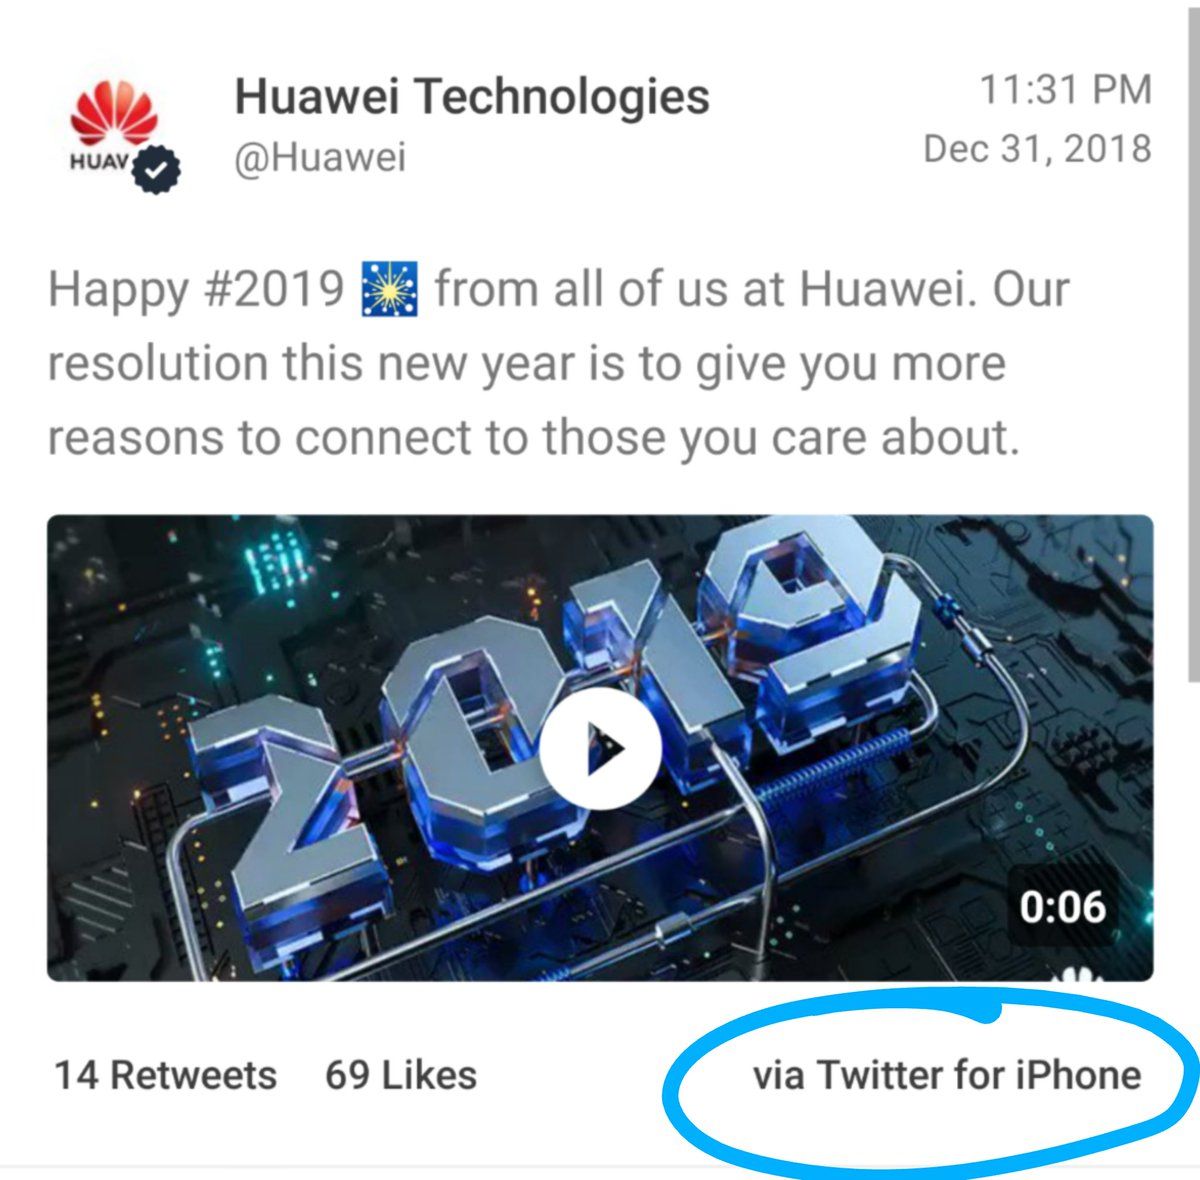 Huawei Technologies
@Huawei
11:31 PM
Dec 31, 2018
HUAW
Happy #2019 🎇 from all of us at Huawei. Our
resolution this new year is to give you more
reasons to connect to those you care about.
2019
0:06
14 Retweets 69 Likes via Twitter for iPhone